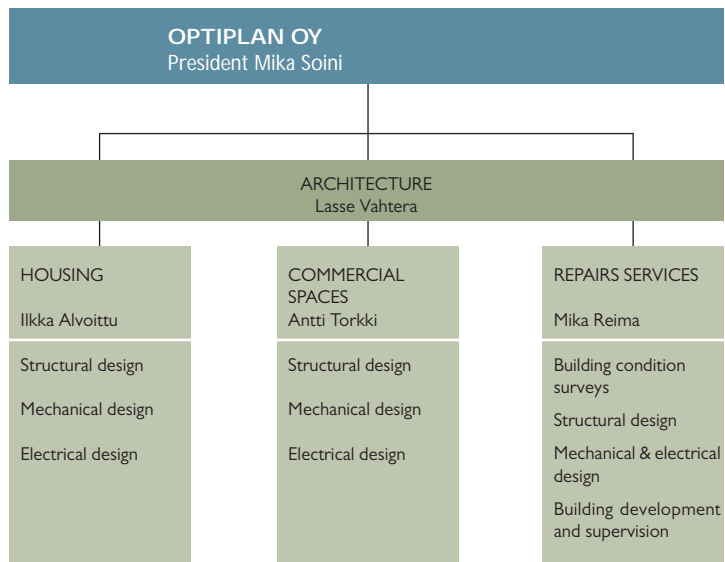 OPTIPLAN OY
President Mika Soini
ARCHITECTURE
Lasse Vahtera
HOUSING
Ilkka Alvoittu
Structural design
Mechanical design
Electrical design
COMMERCIAL
SPACES
Antti Torkki
Structural design
Mechanical design
Electrical design
REPAIRS SERVICES
Mika Reima
Building condition
surveys
Structural design
Mechanical & electrical
design
Building development
and supervision